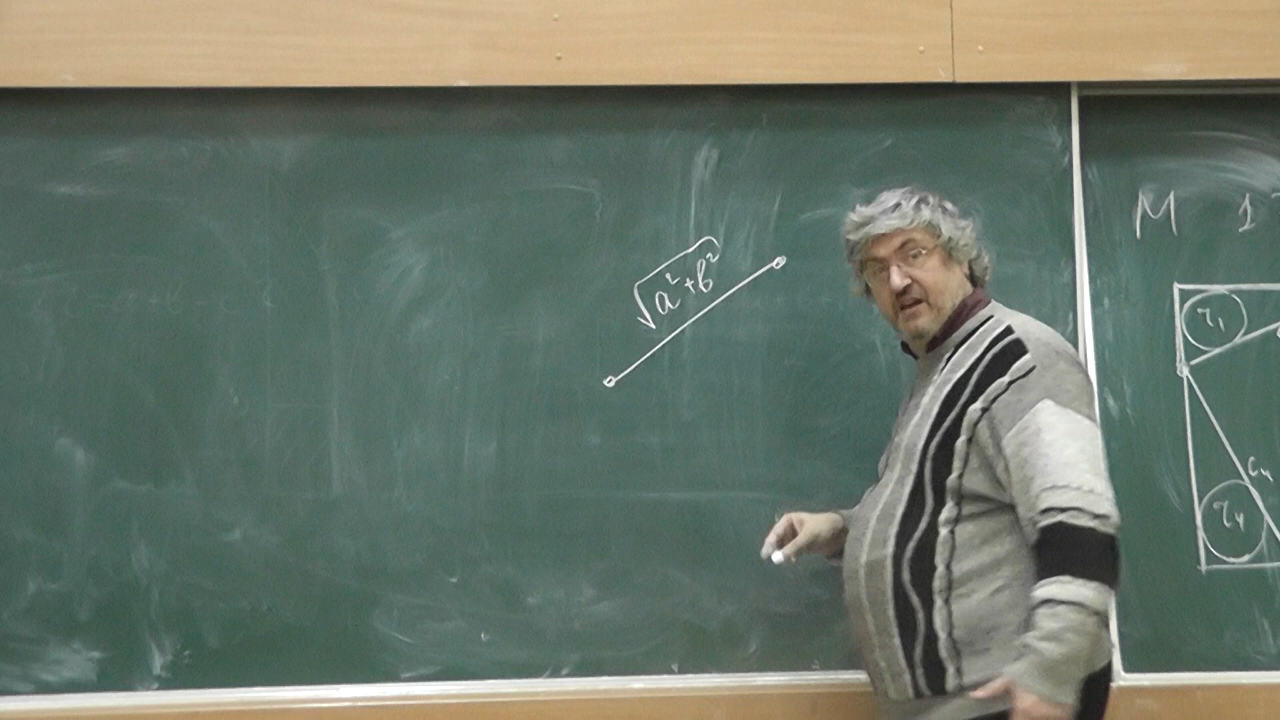 √a²+b²
M 1
r₁
c₄
r₄